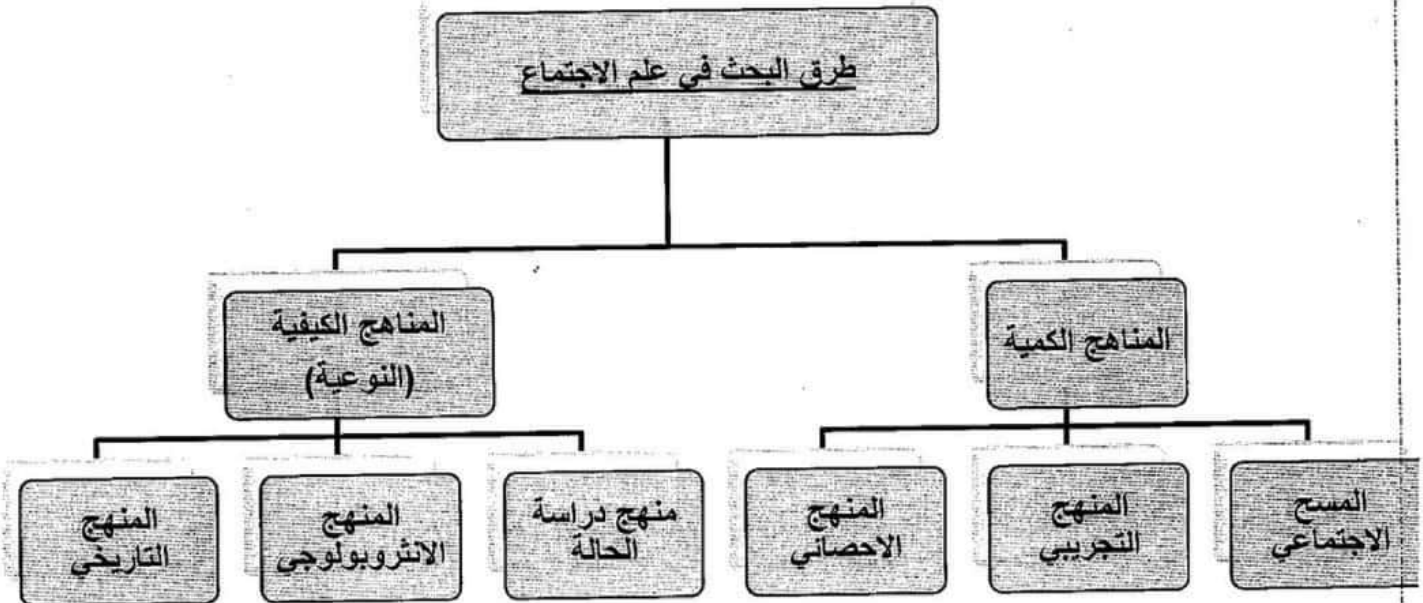 طرق البحث في علم الاجتماع
المناهج الكمية
المناهج الكيفية
(النوعية)
المسح
الاجتماعي
المنهج
التجريبي
المنهج
الاحصائي
منهج دراسة
الحالة
المنهج
الانثروبولوجي
المنهج
التاريخي